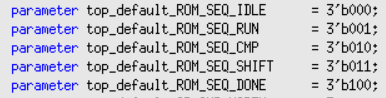 parameter top_default_ROM_SEQ_IDLE = 3'b000;
parameter top_default_ROM_SEQ_RUN = 3'b001;
parameter top_default_ROM_SEQ_CMP = 3'b010;
parameter top_default_ROM_SEQ_SHIFT = 3'b011;
parameter top_default_ROM_SEQ_DONE = 3'b100;